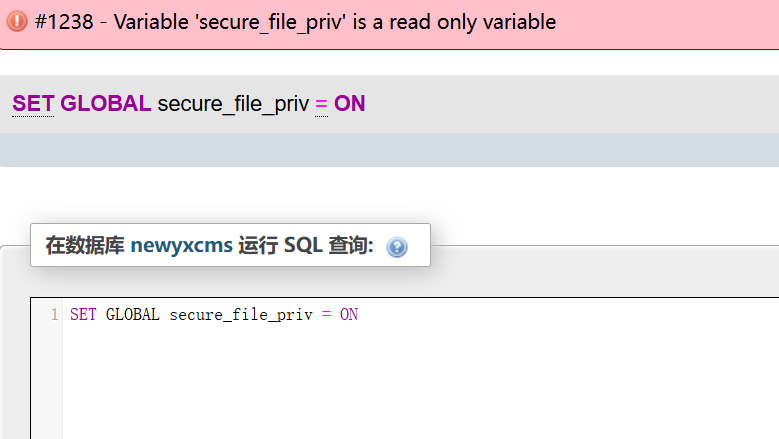 #1238 - Variable 'secure_file_priv' is a read only variable
SET GLOBAL secure_file_priv = ON
在数据库 newyxcms 运行 SQL 查询:
1 SET GLOBAL secure_file_priv = ON